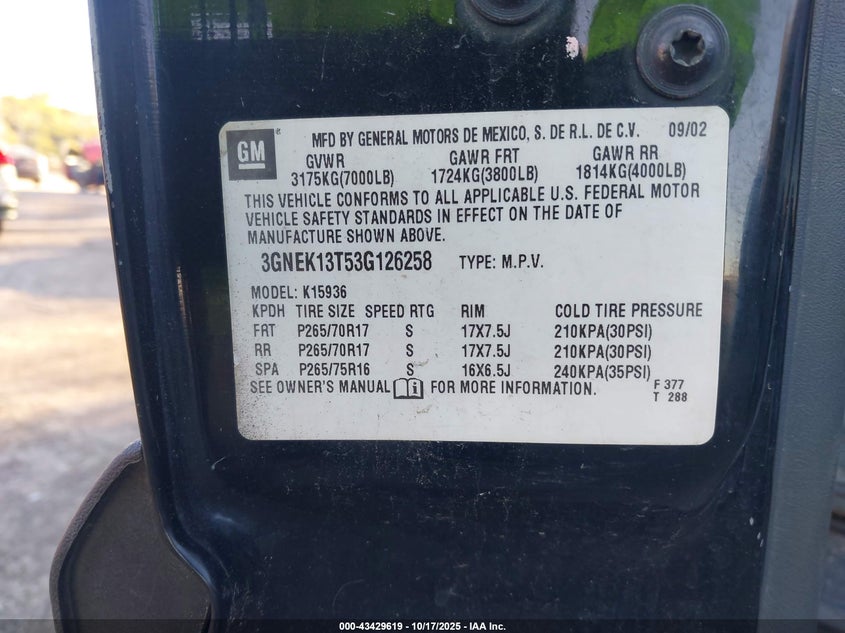 GM ® MFD BY GENERAL MOTORS DE MEXICO, S. DE R.L. DE C.V. 09/02
GVWR GAWR FRT GAWR RR
3175KG(7000LB) 1724KG(3800LB) 1814KG(4000LB)
THIS VEHICLE CONFORMS TO ALL APPLICABLE U.S. FEDERAL MOTOR
VEHICLE SAFETY STANDARDS IN EFFECT ON THE DATE OF
MANUFACTURE SHOWN ABOVE.
3GNEK13T53G126258 TYPE: M.P.V.
MODEL: K15936
KPDH TIRE SIZE SPEED RTG RIM COLD TIRE PRESSURE
FRT P265/70R17 S 17X7.5J 210KPA(30PSI)
RR P265/70R17 S 17X7.5J 210KPA(30PSI)
SPA P265/75R16 S 16X6.5J 240KPA(35PSI)
SEE OWNER'S MANUAL i FOR MORE INFORMATION.
F 377
T 288
000-43429619 - 10/17/2025 - IAA Inc.